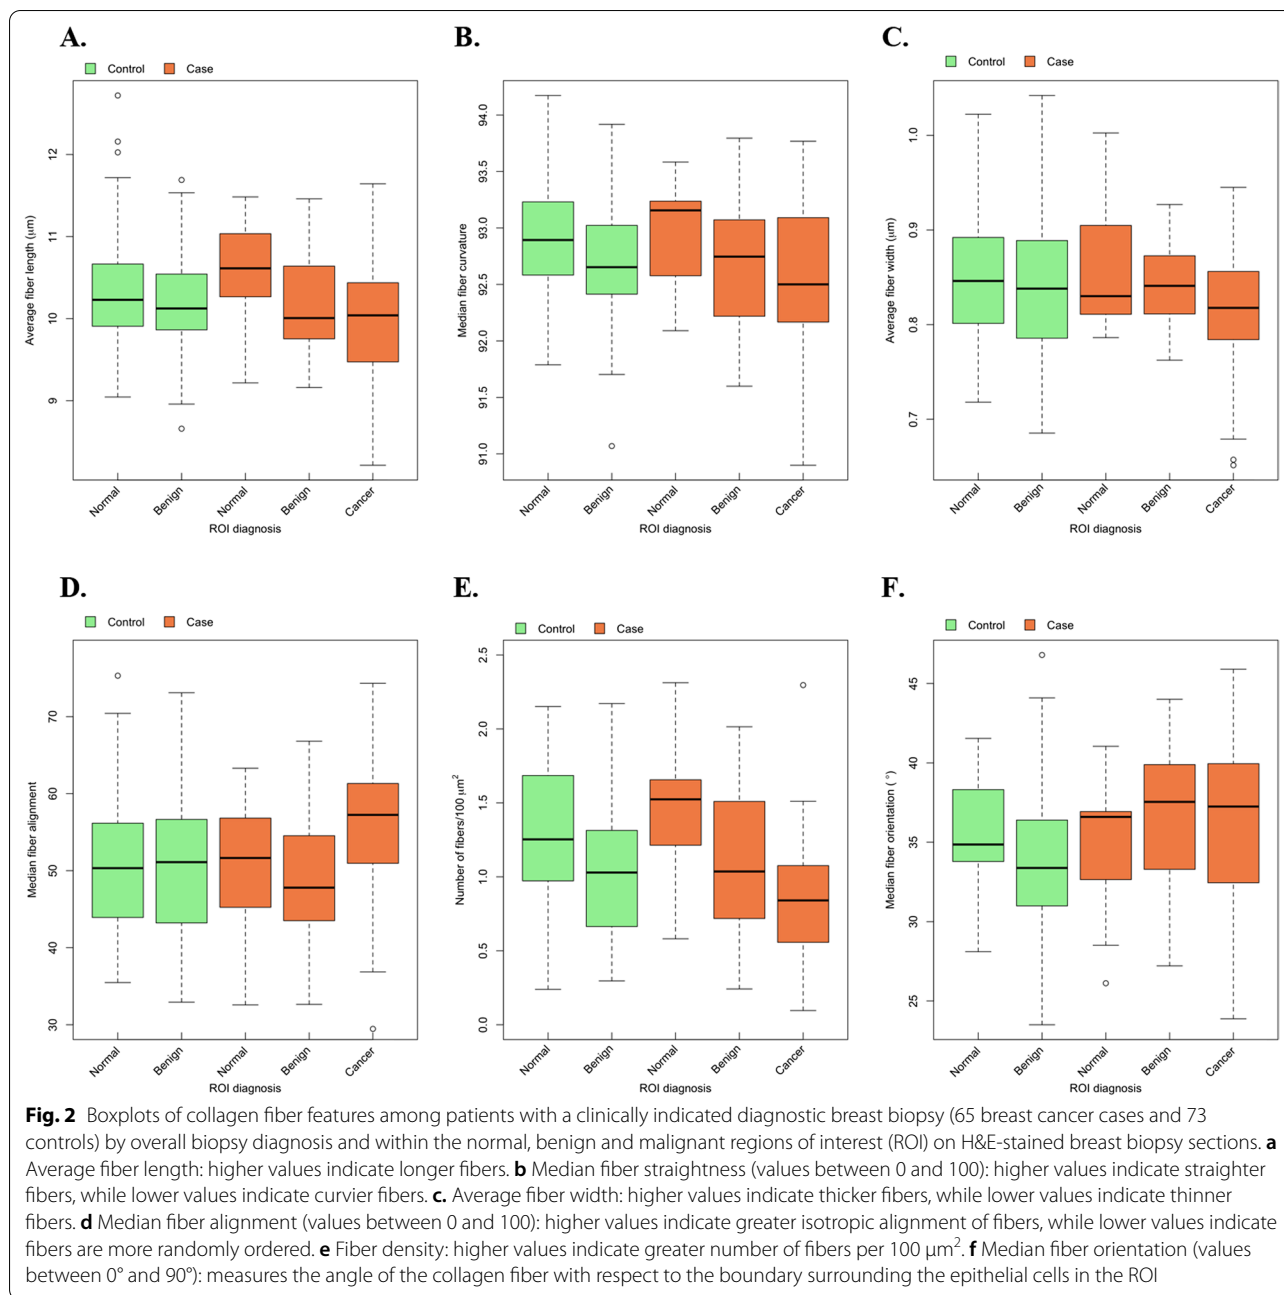 A.
Control Case
12
11
10
9
Average fiber length (μm)
Normal Benign Normal Benign Cancer
ROI diagnosis
B.
94.0
93.5
93.0
92.5
92.0
91.5
91.0
Median fiber curvature
Normal Benign Normal Benign Cancer
ROI diagnosis
C.
Control Case
1.0
0.9
0.8
0.7
Average fiber width (μm)
Normal Benign Normal Benign Cancer
ROI diagnosis
D.
Control Case
70
60
50
40
30
Median fiber alignment
Normal Benign Normal Benign Cancer
ROI diagnosis
E.
Control Case
2.5
2.0
1.5
1.0
0.5
0.0
Number of fibers/100 μm²
Normal Benign Normal Benign Cancer
ROI diagnosis
F.
Control Case
45
40
35
30
25
Median fiber orientation ( °)
Normal Benign Normal Benign Cancer
ROI diagnosis
Fig. 2 Boxplots of collagen fiber features among patients with a clinically indicated diagnostic breast biopsy (65 breast cancer cases and 73
controls) by overall biopsy diagnosis and within the normal, benign and malignant regions of interest (ROI) on H&E-stained breast biopsy sections. a
Average fiber length: higher values indicate longer fibers. b Median fiber straightness (values between 0 and 100): higher values indicate straighter
fibers, while lower values indicate curvier fibers. c. Average fiber width: higher values indicate thicker fibers, while lower values indicate thinner
fibers. d Median fiber alignment (values between 0 and 100): higher values indicate greater isotropic alignment of fibers, while lower values indicate
fibers are more randomly ordered. e Fiber density: higher values indicate greater number of fibers per 100 μm². f Median fiber orientation (values
between 0° and 90°): measures the angle of the collagen fiber with respect to the boundary surrounding the epithelial cells in the ROI